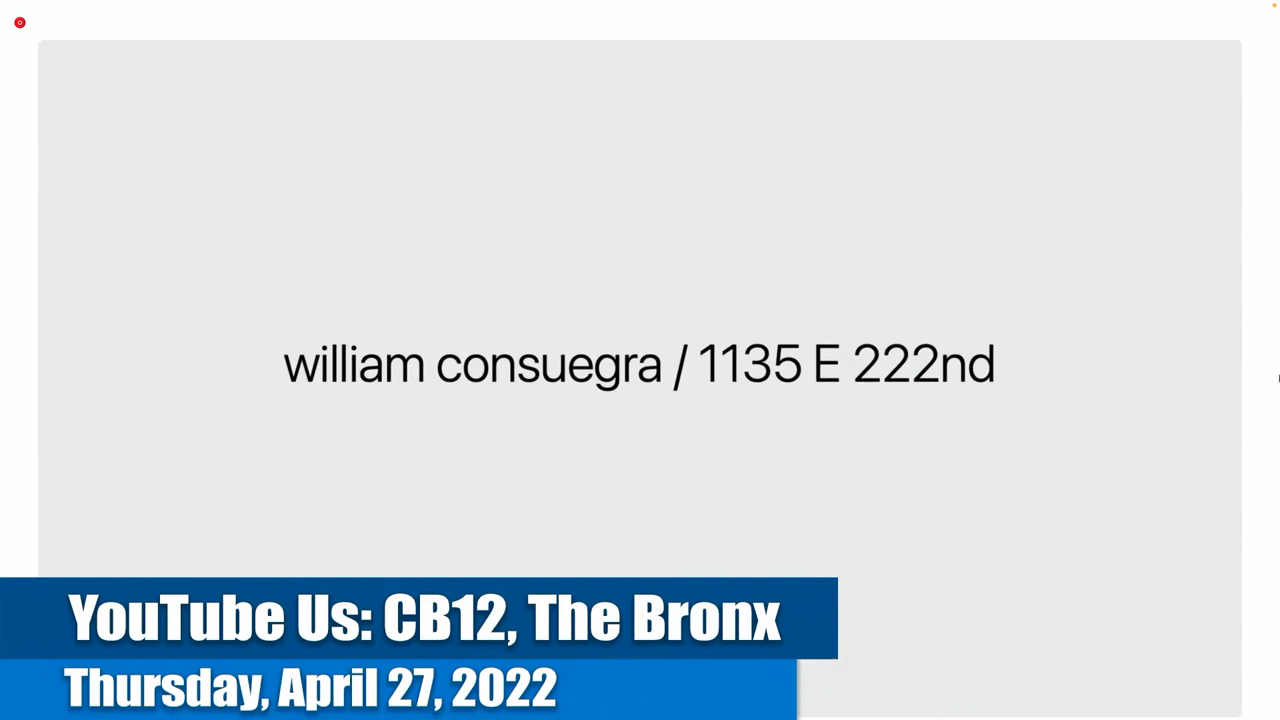 william consuegra / 1135 E 222nd
YouTube Us: CB12, The Bronx
Thursday, April 27, 2022